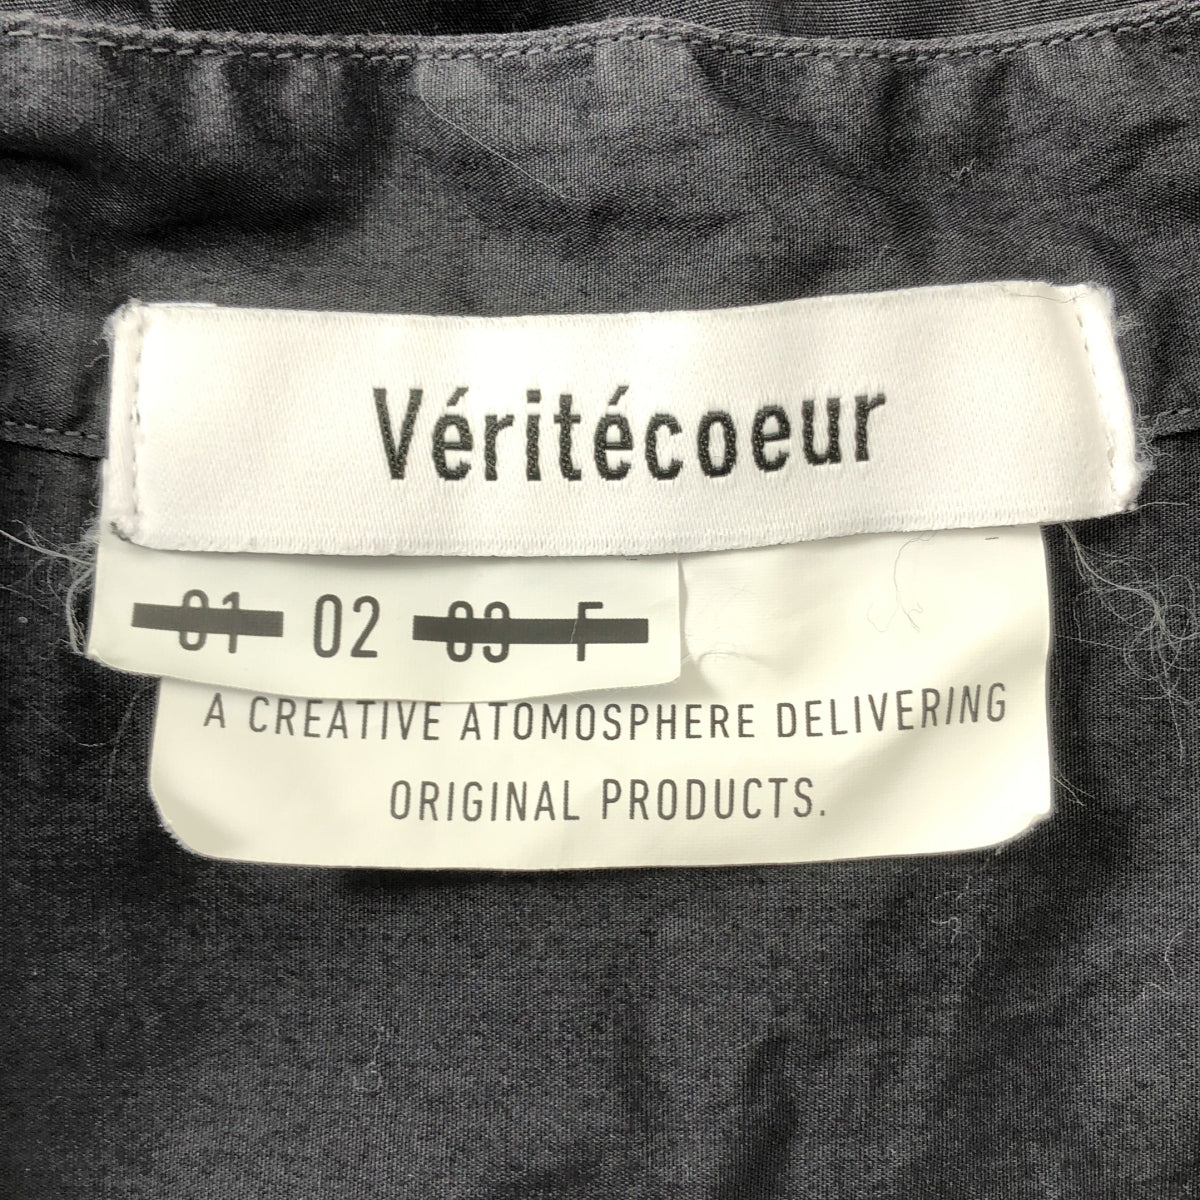 Véritécoeur
01 02 03 F
A CREATIVE ATOMOSPHERE DELIVERING
ORIGINAL PRODUCTS.